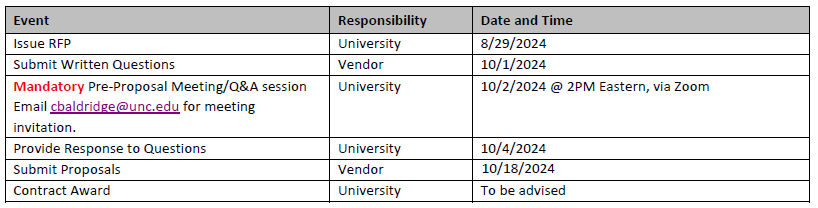 Event Responsibility Date and Time
Issue RFP University 8/29/2024
Submit Written Questions Vendor 10/1/2024
Mandatory Pre-Proposal Meeting/Q&A session University 10/2/2024 @ 2PM Eastern, via Zoom
Email cbaldridge@unc.edu for meeting
invitation.
Provide Response to Questions University 10/4/2024
Submit Proposals Vendor 10/18/2024
Contract Award University To be advised